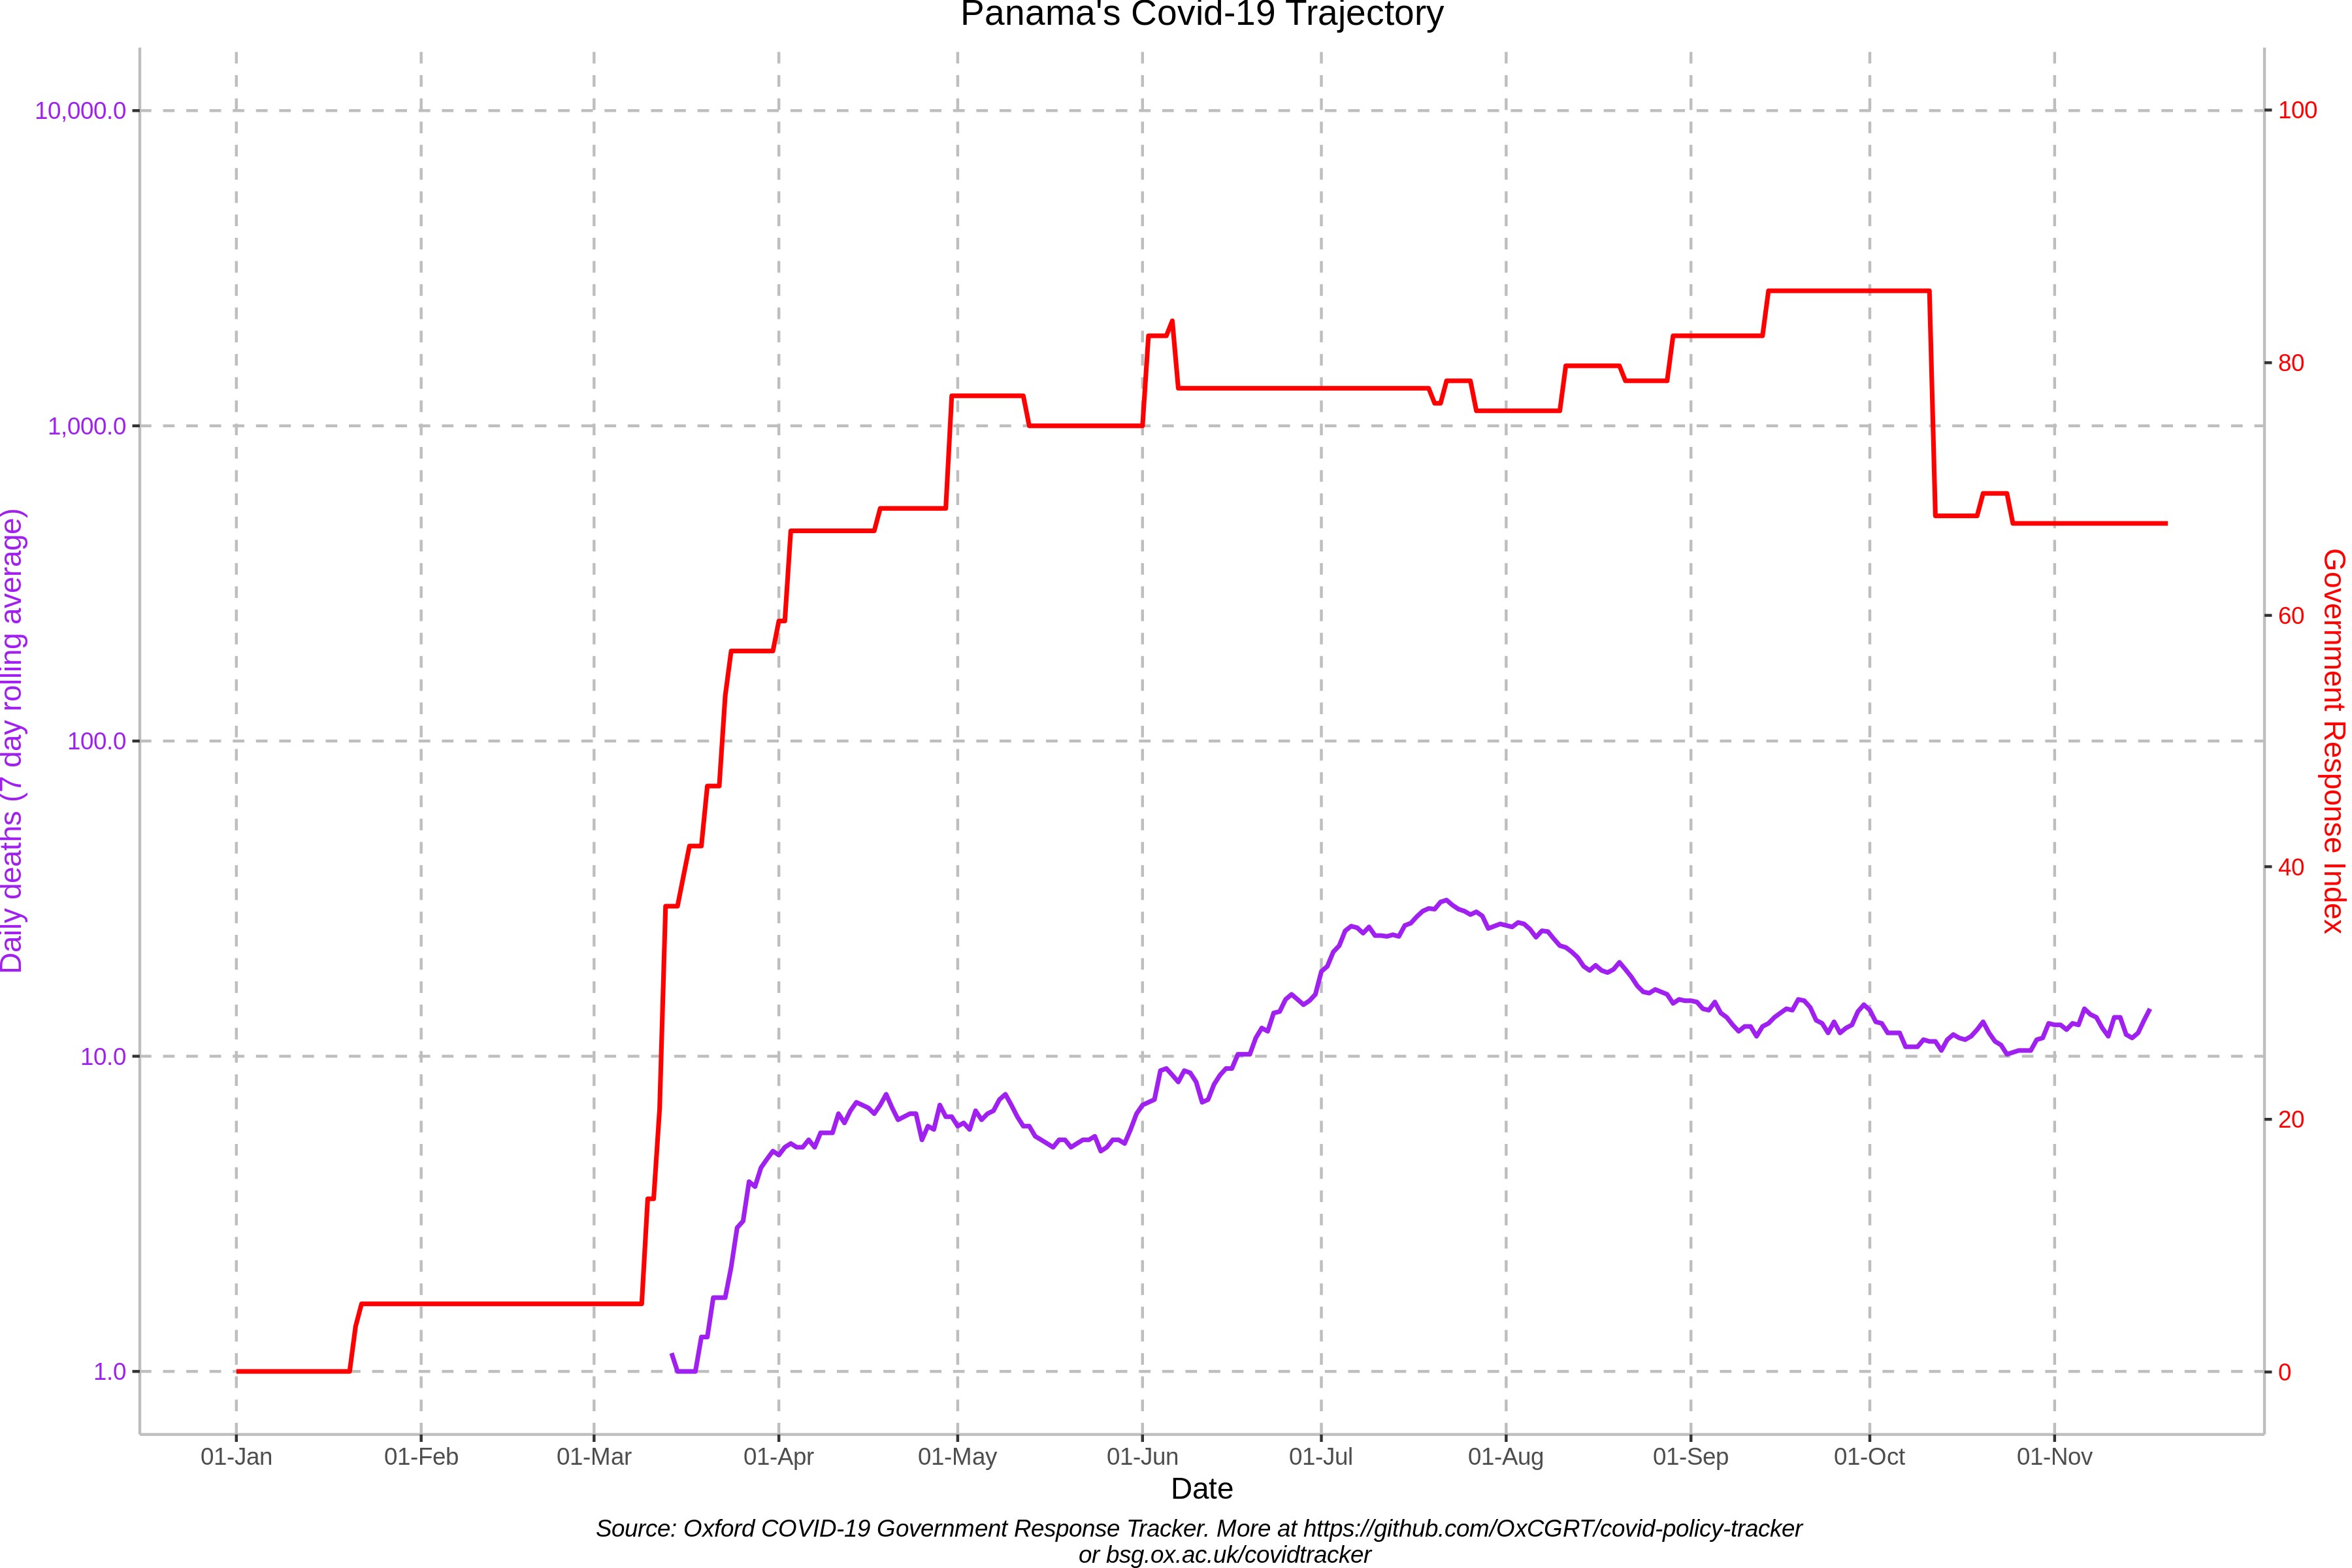 Panama's Covid-19 Trajectory
10,000.0
1,000.0
100.0
10.0
1.0
Daily deaths (7 day rolling average)
100
80
60
40
20
0
Government Response Index
01-Jan 01-Feb 01-Mar 01-Apr 01-May 01-Jun 01-Jul 01-Aug 01-Sep 01-Oct 01-Nov
Date
Source: Oxford COVID-19 Government Response Tracker. More at https://github.com/OxCGRT/covid-policy-tracker
or bsg.ox.ac.uk/covidtracker